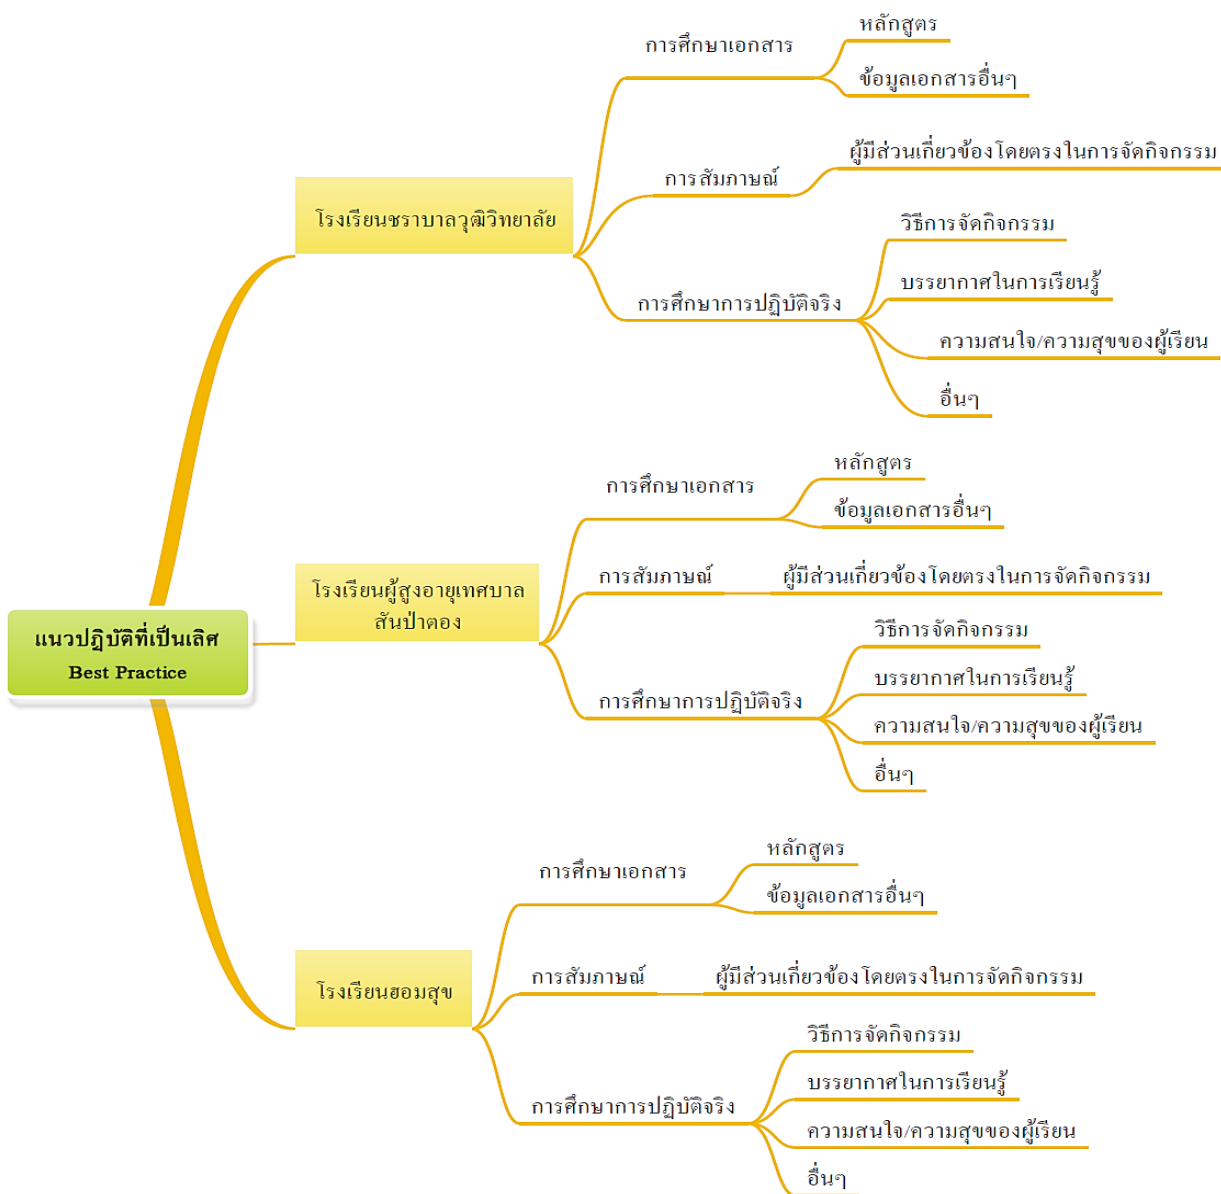 แนวปฏิบัติที่เป็นเลิศ
Best Practice
โรงเรียนชราบาลวุฒิวิทยาลัย
การศึกษาเอกสาร
หลักสูตร
ข้อมูลเอกสารอื่นๆ
การสัมภาษณ์
ผู้มีส่วนเกี่ยวข้องโดยตรงในการจัดกิจกรรม
การศึกษาการปฏิบัติจริง
วิธีการจัดกิจกรรม
บรรยากาศในการเรียนรู้
ความสนใจ/ความสุขของผู้เรียน
อื่นๆ
โรงเรียนผู้สูงอายุเทศบาล
สันป่าตอง
การศึกษาเอกสาร
หลักสูตร
ข้อมูลเอกสารอื่นๆ
การสัมภาษณ์
ผู้มีส่วนเกี่ยวข้องโดยตรงในการจัดกิจกรรม
การศึกษาการปฏิบัติจริง
วิธีการจัดกิจกรรม
บรรยากาศในการเรียนรู้
ความสนใจ/ความสุขของผู้เรียน
อื่นๆ
โรงเรียนฮอมสุข
การศึกษาเอกสาร
หลักสูตร
ข้อมูลเอกสารอื่นๆ
การสัมภาษณ์
ผู้มีส่วนเกี่ยวข้องโดยตรงในการจัดกิจกรรม
การศึกษาการปฏิบัติจริง
วิธีการจัดกิจกรรม
บรรยากาศในการเรียนรู้
ความสนใจ/ความสุขของผู้เรียน
อื่นๆ